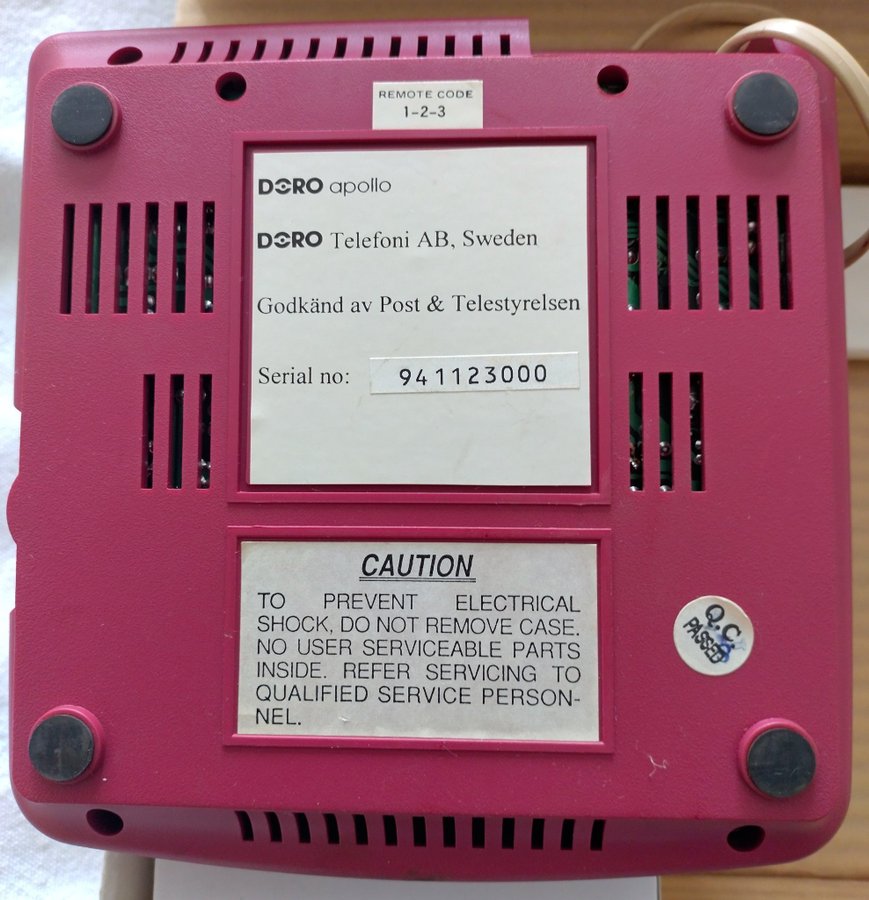 REMOTE CODE
1-2-3
DORO apollo
DORO Telefoni AB, Sweden
Godkänd av Post & Telestyrelsen
Serial no: 941123000
CAUTION
TO PREVENT ELECTRICAL
SHOCK, DO NOT REMOVE CASE.
NO USER SERVICEABLE PARTS
INSIDE. REFER SERVICING TO
QUALIFIED SERVICE PERSON-
NEL.
Q.C.
PASSED